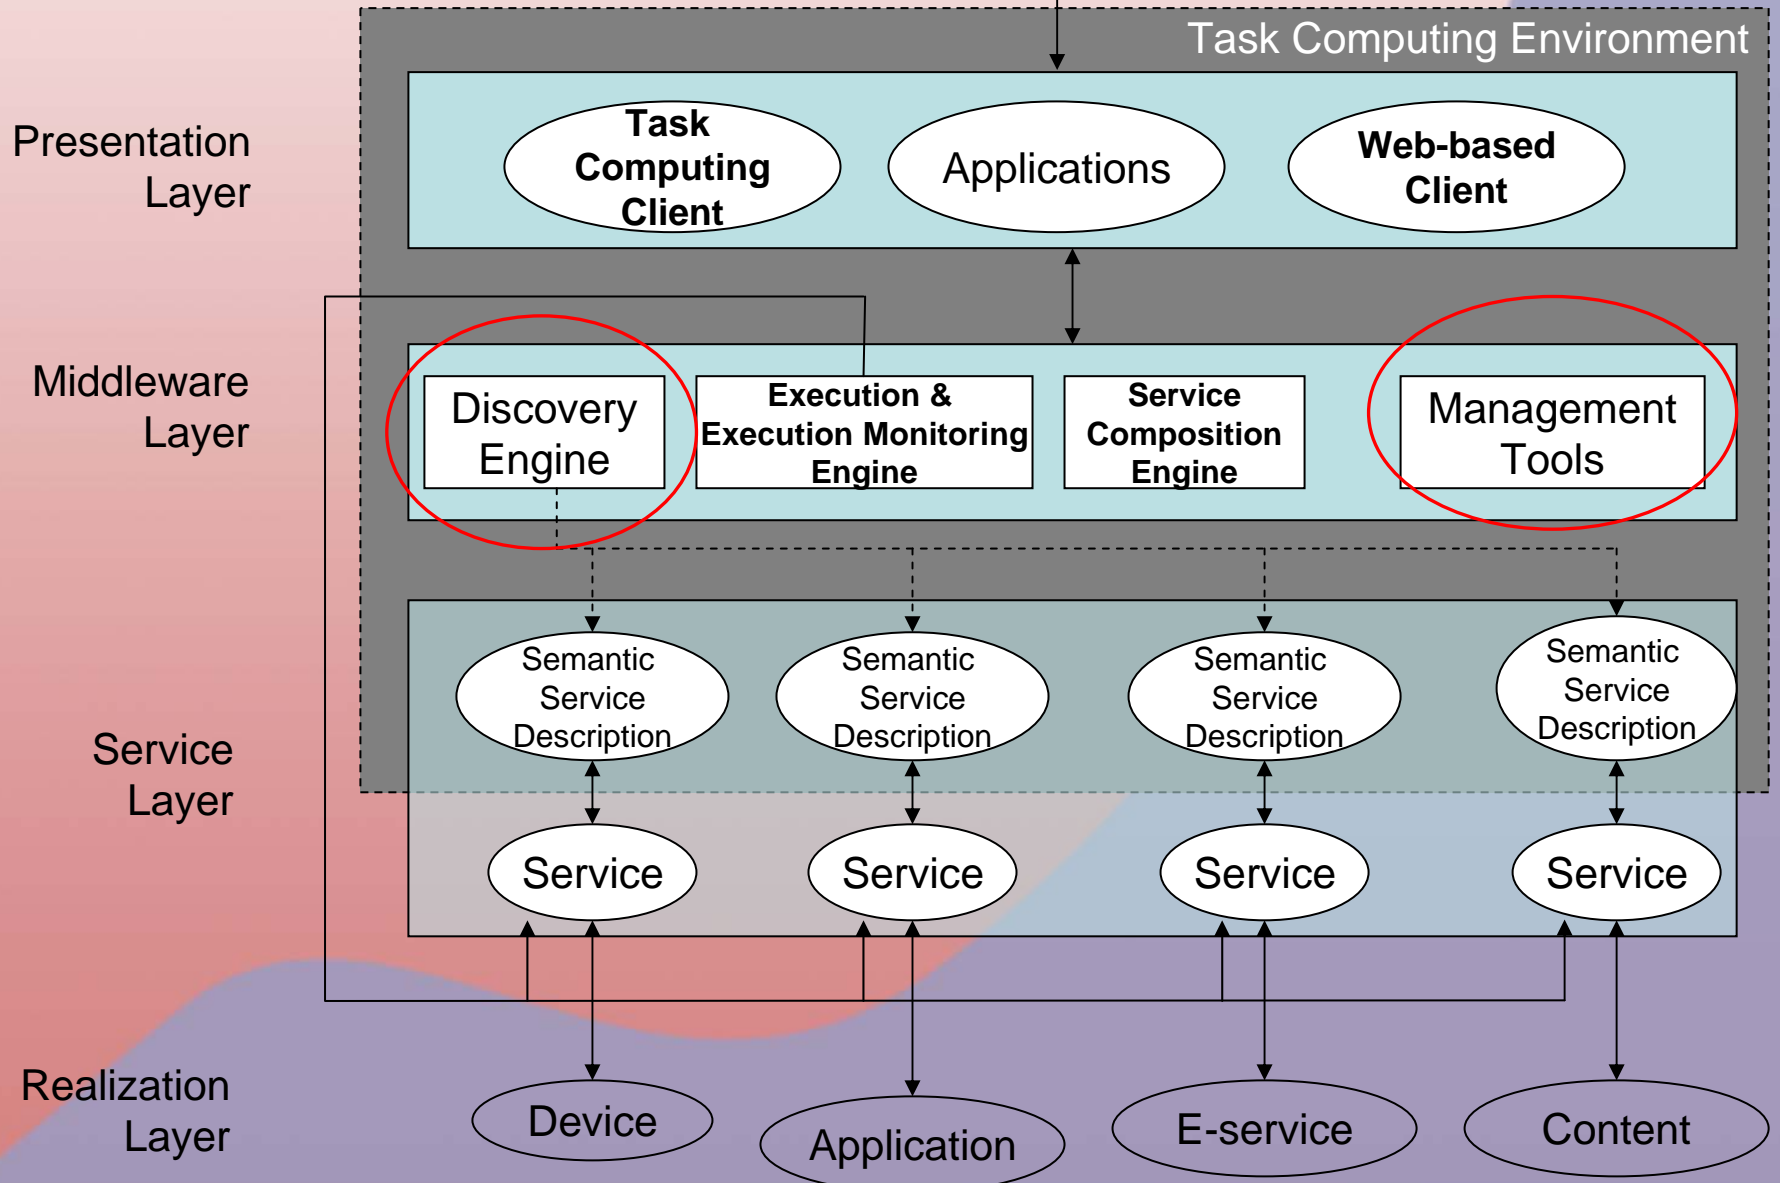 Task Computing Environment
Presentation
Layer
Task
Computing
Client
Applications
Web-based
Client
Middleware
Layer
Discovery
Engine
Execution &
Execution Monitoring
Engine
Service
Composition
Engine
Management
Tools
Service
Layer
Semantic
Service
Description
Semantic
Service
Description
Semantic
Service
Description
Semantic
Service
Description
Service
Service
Service
Service
Realization
Layer
Device
Application
E-service
Content